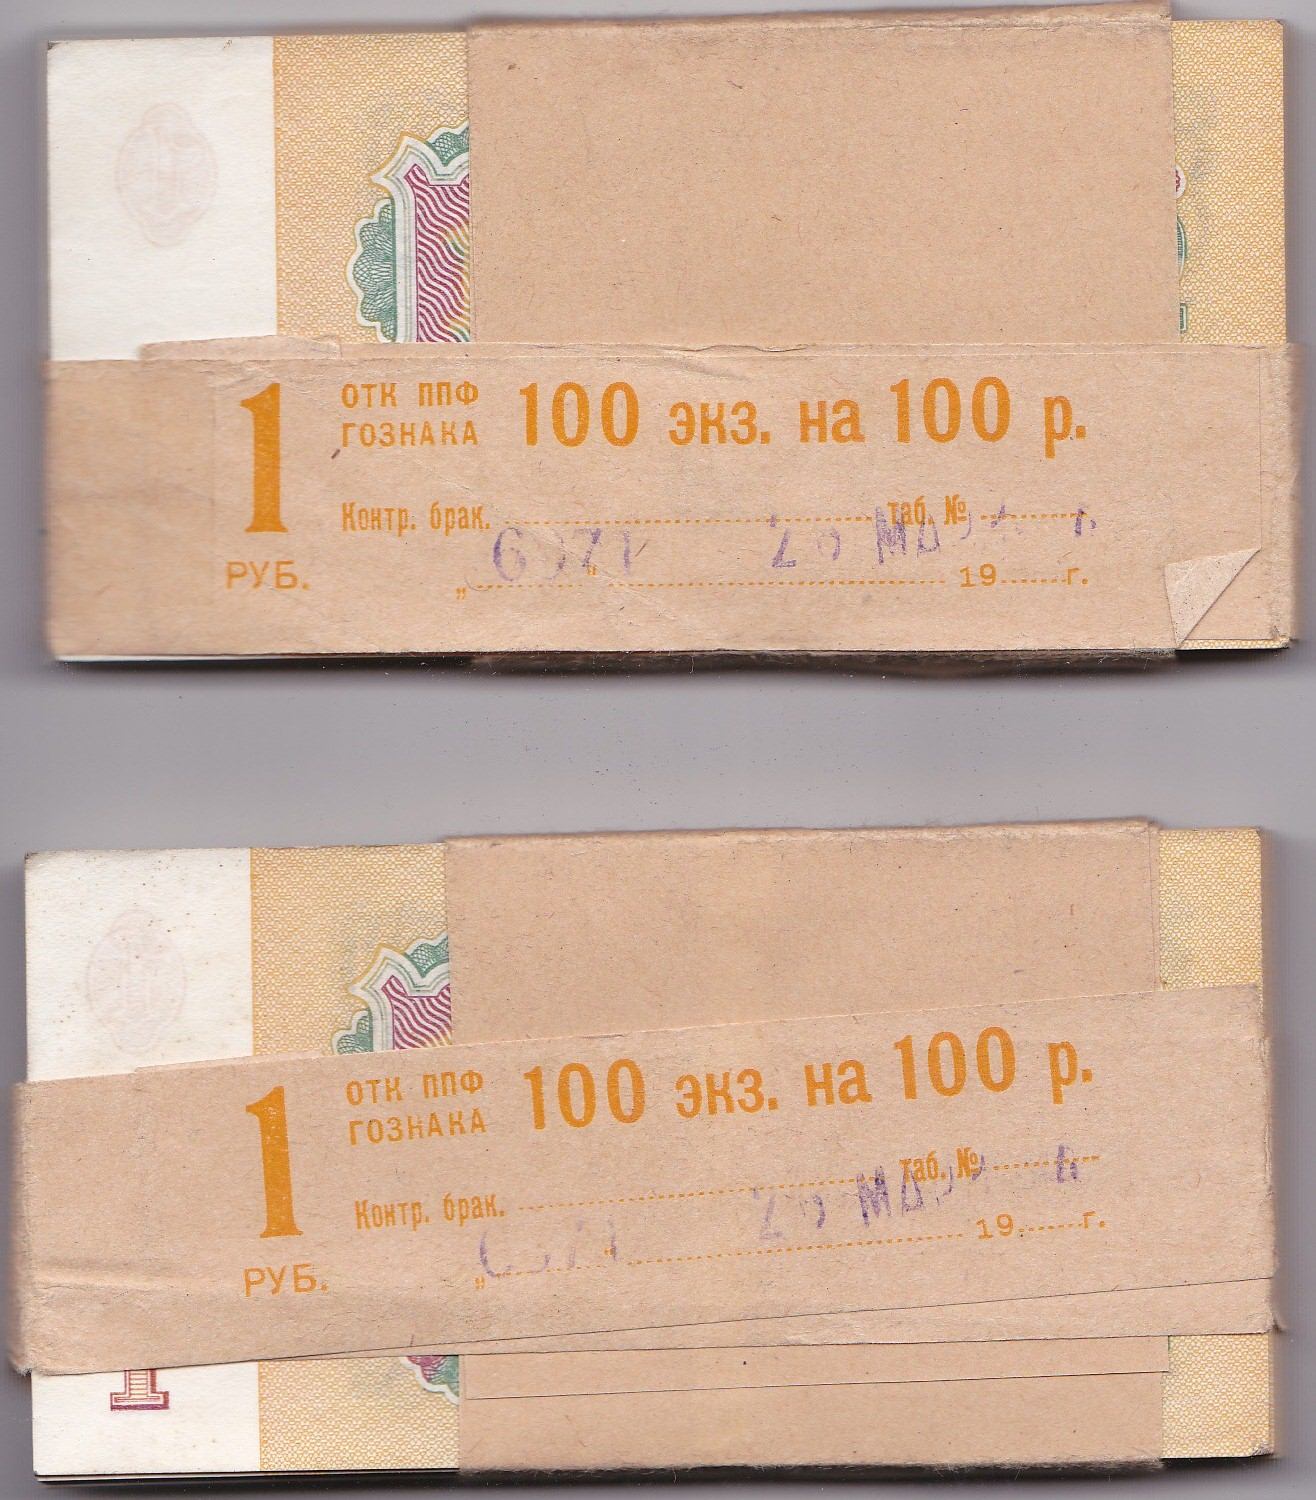 1
РУБ.
ОТК ППФ
ГОЗНАКА
100 экз. на 100 р.
Контр. брак. таб. №
„ “ 19 г.
1
РУБ.
ОТК ППФ
ГОЗНАКА
100 экз. на 100 р.
Контр. брак. таб. №
„ “ 19 г.
1